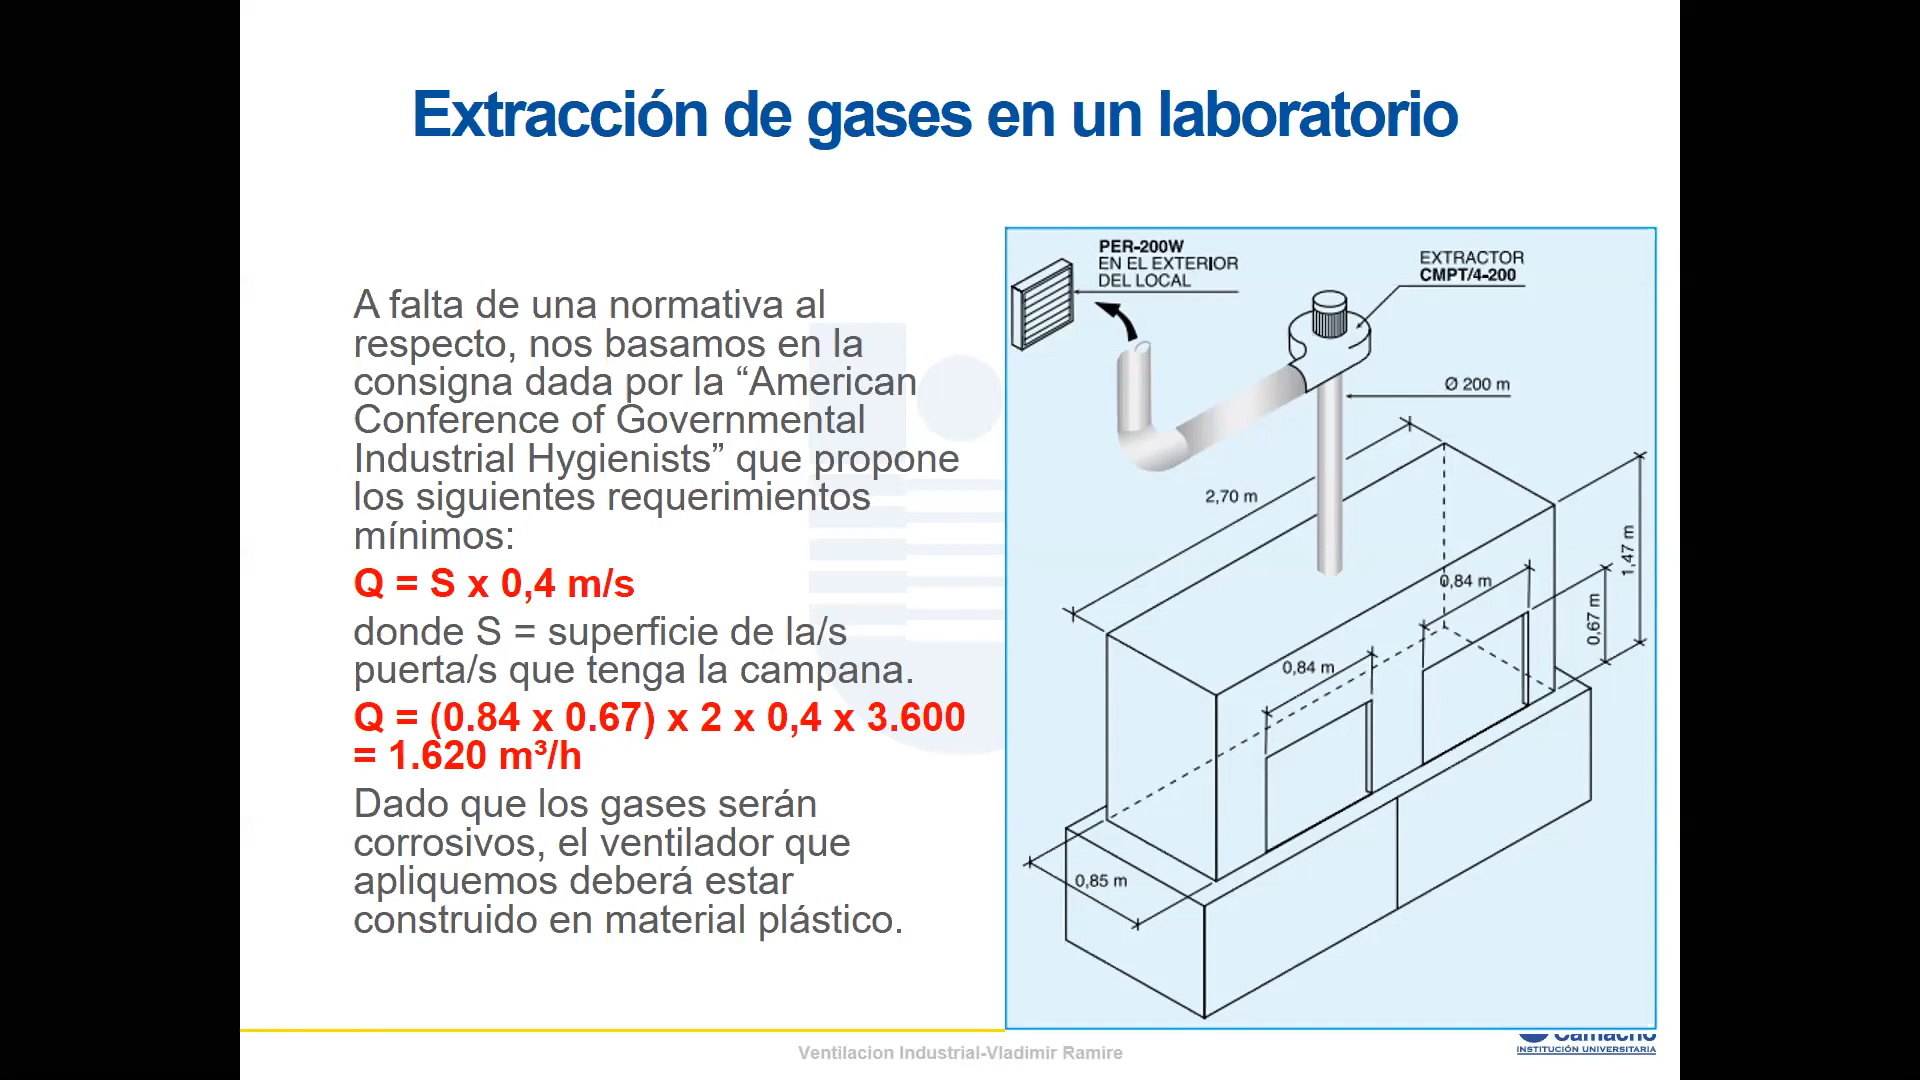 Extracción de gases en un laboratorio
A falta de una normativa al
respecto, nos basamos en la
consigna dada por la “American
Conference of Governmental
Industrial Hygienists” que propone
los siguientes requerimientos
mínimos:
Q = S x 0,4 m/s
donde S = superficie de la/s
puerta/s que tenga la campana.
Q = (0.84 x 0.67) x 2 x 0,4 x 3.600
= 1.620 m³/h
Dado que los gases serán
corrosivos, el ventilador que
apliquemos deberá estar
construido en material plástico.
PER-200W
EN EL EXTERIOR
DEL LOCAL
EXTRACTOR
CMPT/4-200
Ø 200 m
2,70 m
1,47 m
0,84 m
0,67 m
0,84 m
0,85 m
Ventilacion Industrial-Vladimir Ramire
Camacho
INSTITUCIÓN UNIVERSITARIA